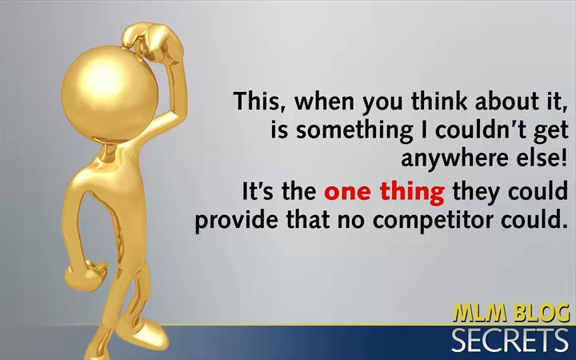 This, when you think about it,
is something I couldn't get
anywhere else!
It's the one thing they could
provide that no competitor could.
MLM BLOG
SECRETS